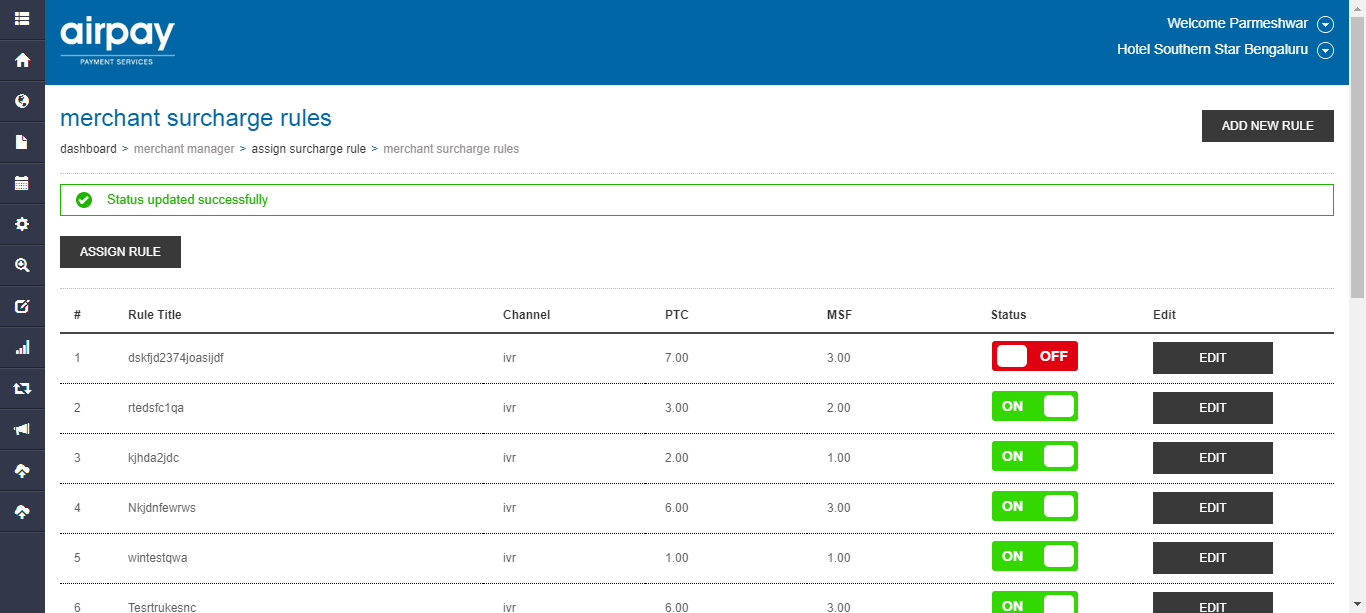 airpay
PAYMENT SERVICES
Welcome Parmeshwar
Hotel Southern Star Bengaluru
merchant surcharge rules
ADD NEW RULE
dashboard > merchant manager > assign surcharge rule > merchant surcharge rules
Status updated successfully
ASSIGN RULE
# Rule Title Channel PTC MSF Status Edit
1 dskfjd2374joasijdf ivr 7.00 3.00 OFF EDIT
2 rtedsfc1qa ivr 3.00 2.00 ON EDIT
3 kjhda2jdc ivr 2.00 1.00 ON EDIT
4 Nkjdnfewrws ivr 6.00 3.00 ON EDIT
5 wintestqwa ivr 1.00 1.00 ON EDIT
6 Tesrtrukesnc ivr 6.00 3.00 ON EDIT